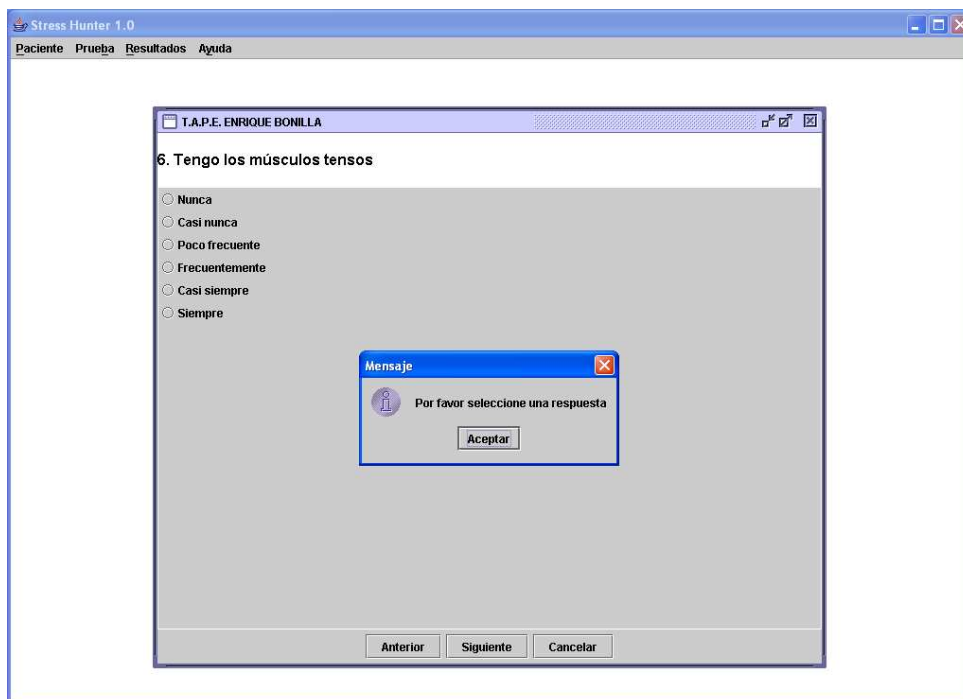 Stress Hunter 1.0
Paciente Prueba Resultados Ayuda
T.A.P.E. ENRIQUE BONILLA
6. Tengo los músculos tensos
Nunca
Casi nunca
Poco frecuente
Frecuentemente
Casi siempre
Siempre
Mensaje
Por favor seleccione una respuesta
Aceptar
Anterior Siguiente Cancelar